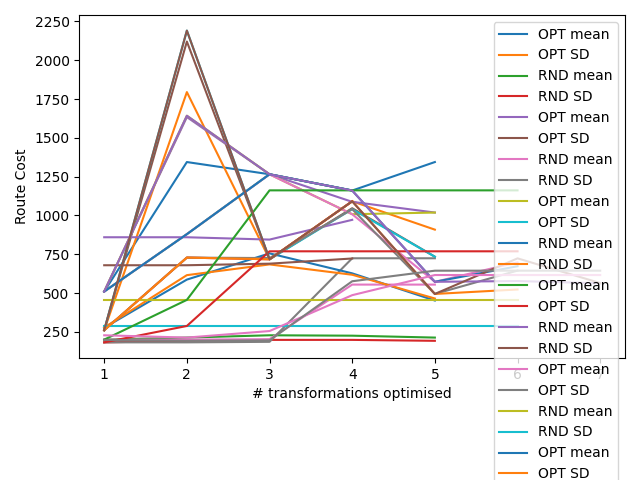 2250
2000
1750
1500
1250
1000
750
500
250
Route Cost
1 2 3 4 5 6
# transformations optimised
OPT mean
OPT SD
RND mean
RND SD
OPT mean
OPT SD
RND mean
RND SD
OPT mean
OPT SD
RND mean
RND SD
OPT mean
OPT SD
RND mean
RND SD
OPT mean
OPT SD
RND mean
RND SD
OPT mean
OPT SD